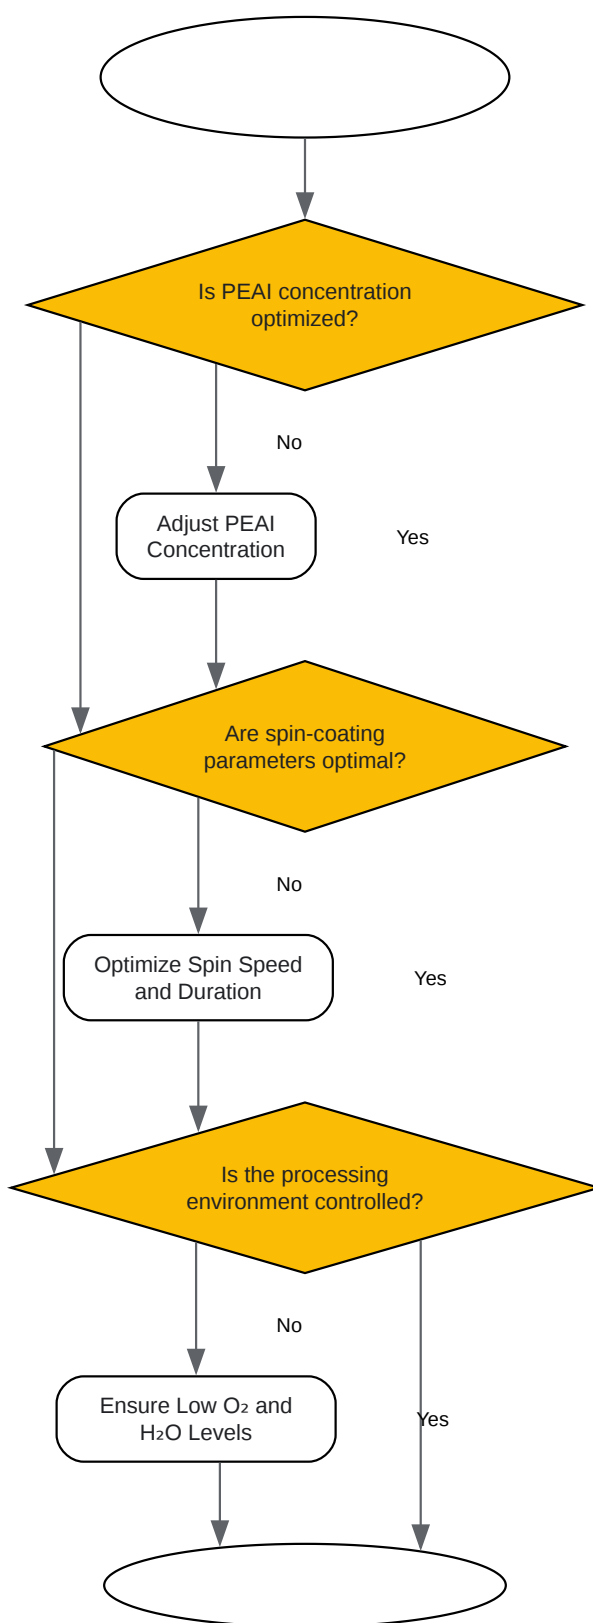 Is PEAI concentration
optimized?
No
Adjust PEAI
Concentration
Yes
Are spin-coating
parameters optimal?
No
Optimize Spin Speed
and Duration
Yes
Is the processing
environment controlled?
No
Ensure Low O₂ and
H₂O Levels
Yes